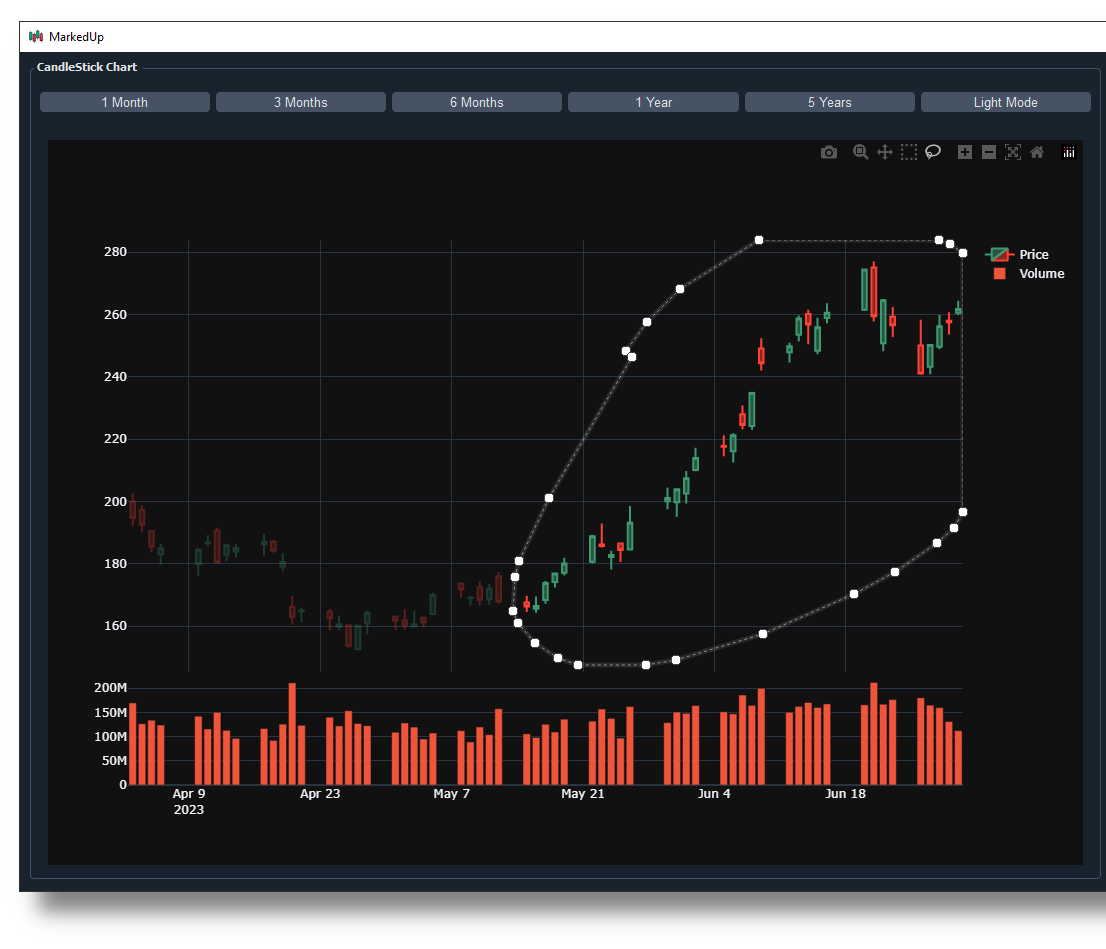 MarkedUp
CandleStick Chart
1 Month 3 Months 6 Months 1 Year 5 Years Light Mode
280
260
240
220
200
180
160
Price
Volume
200M
150M
100M
50M
0
Apr 9 Apr 23 May 7 May 21 Jun 4 Jun 18
2023